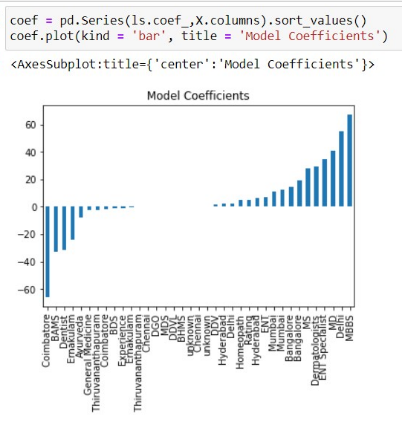 coef = pd.Series(ls.coef_,X.columns).sort_values()
coef.plot(kind = 'bar', title = 'Model Coefficients')
<AxesSubplot:title={'center':'Model Coefficients'}>
Model Coefficients
60
40
20
0
−20
−40
−60
Coimbatore
BAMS
Dentist
Ernakulam
Ayurveda
General Medicine
Thiruvananthapuram
Coimbatore
BDS
Experience
Ernakulam
Thiruvananthapuram
Chennai
DGO
MDS
DDVL
BHMS
unknown
Chennai
unknown
DDV
Hyderabad
Delhi
Homeopath
Rating
Hyderabad
ENT
Mumbai
Mumbai
Bangalore
Bangalore
MS
Dermatologists
ENT Specialist
MD
Delhi
MBBS